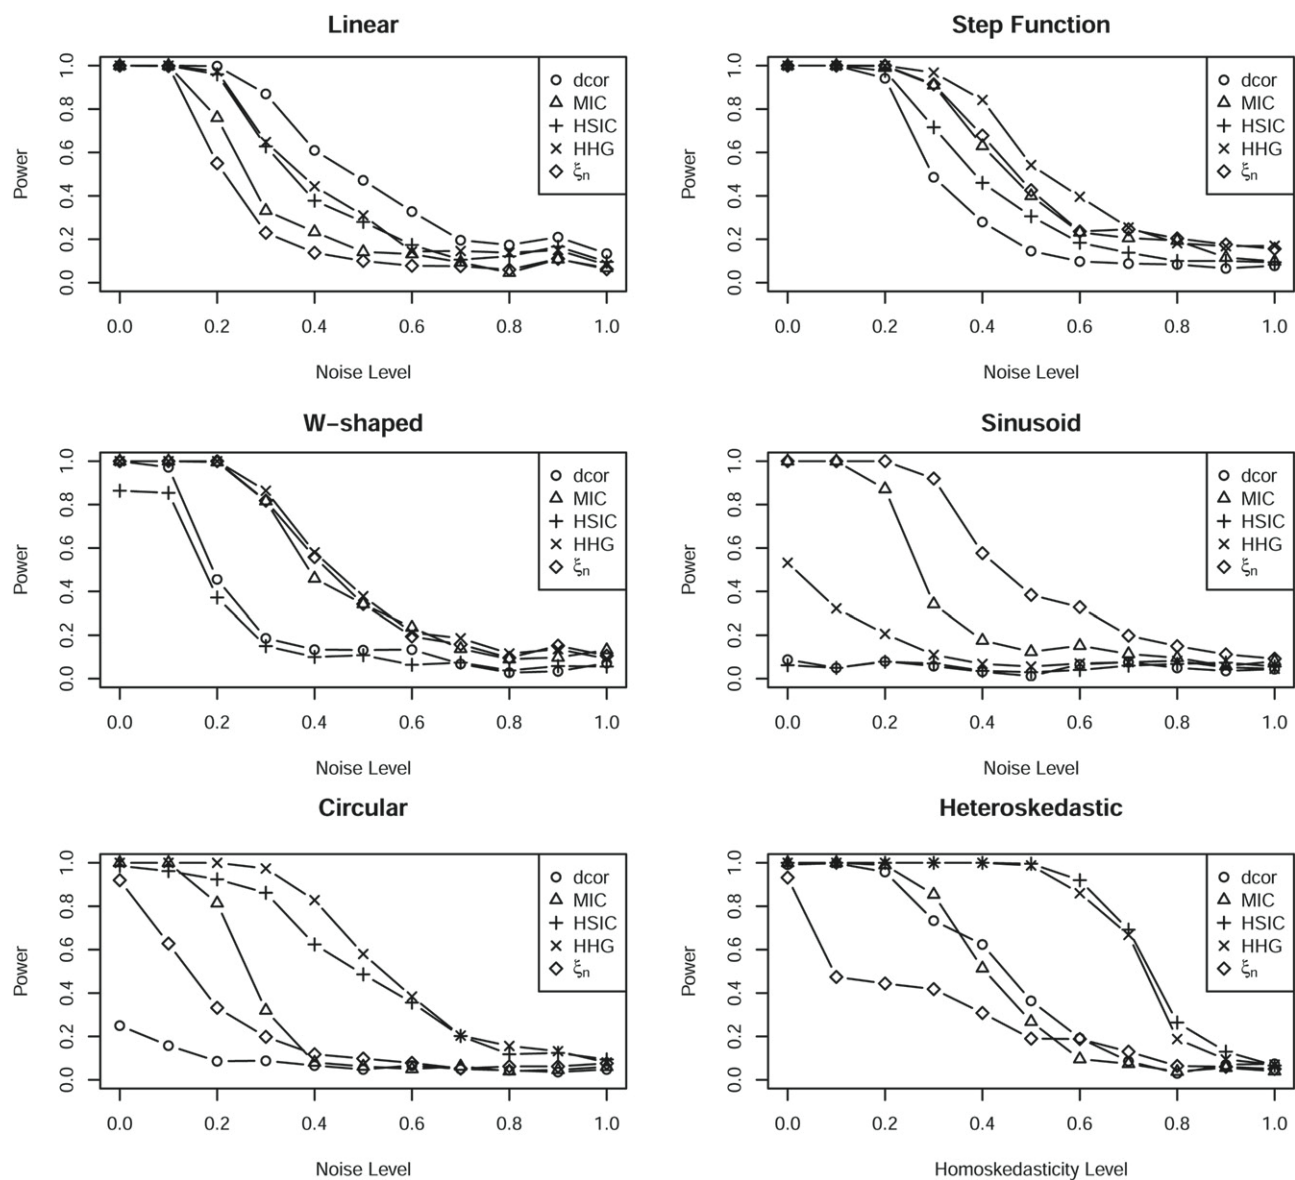 Linear
Power
0.0 0.2 0.4 0.6 0.8 1.0
dcor
MIC
HSIC
HHG
ξn
0.0 0.2 0.4 0.6 0.8 1.0
Noise Level
Step Function
Power
0.0 0.2 0.4 0.6 0.8 1.0
dcor
MIC
HSIC
HHG
ξn
0.0 0.2 0.4 0.6 0.8 1.0
Noise Level
W−shaped
Power
0.0 0.2 0.4 0.6 0.8 1.0
dcor
MIC
HSIC
HHG
ξn
0.0 0.2 0.4 0.6 0.8 1.0
Noise Level
Sinusoid
Power
0.0 0.2 0.4 0.6 0.8 1.0
dcor
MIC
HSIC
HHG
ξn
0.0 0.2 0.4 0.6 0.8 1.0
Noise Level
Circular
Power
0.0 0.2 0.4 0.6 0.8 1.0
dcor
MIC
HSIC
HHG
ξn
0.0 0.2 0.4 0.6 0.8 1.0
Noise Level
Heteroskedastic
Power
0.0 0.2 0.4 0.6 0.8 1.0
dcor
MIC
HSIC
HHG
ξn
0.0 0.2 0.4 0.6 0.8 1.0
Homoskedasticity Level